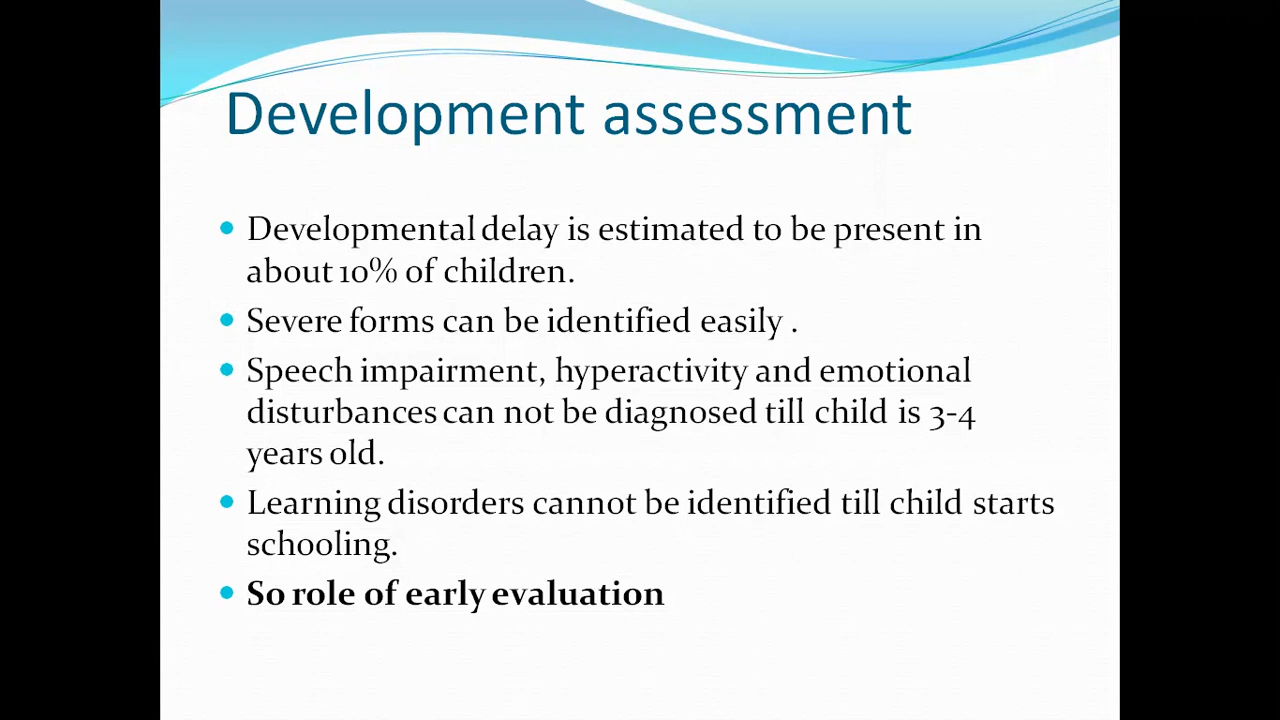 Development assessment
Developmental delay is estimated to be present in
about 10% of children.
Severe forms can be identified easily .
Speech impairment, hyperactivity and emotional
disturbances can not be diagnosed till child is 3-4
years old.
Learning disorders cannot be identified till child starts
schooling.
So role of early evaluation